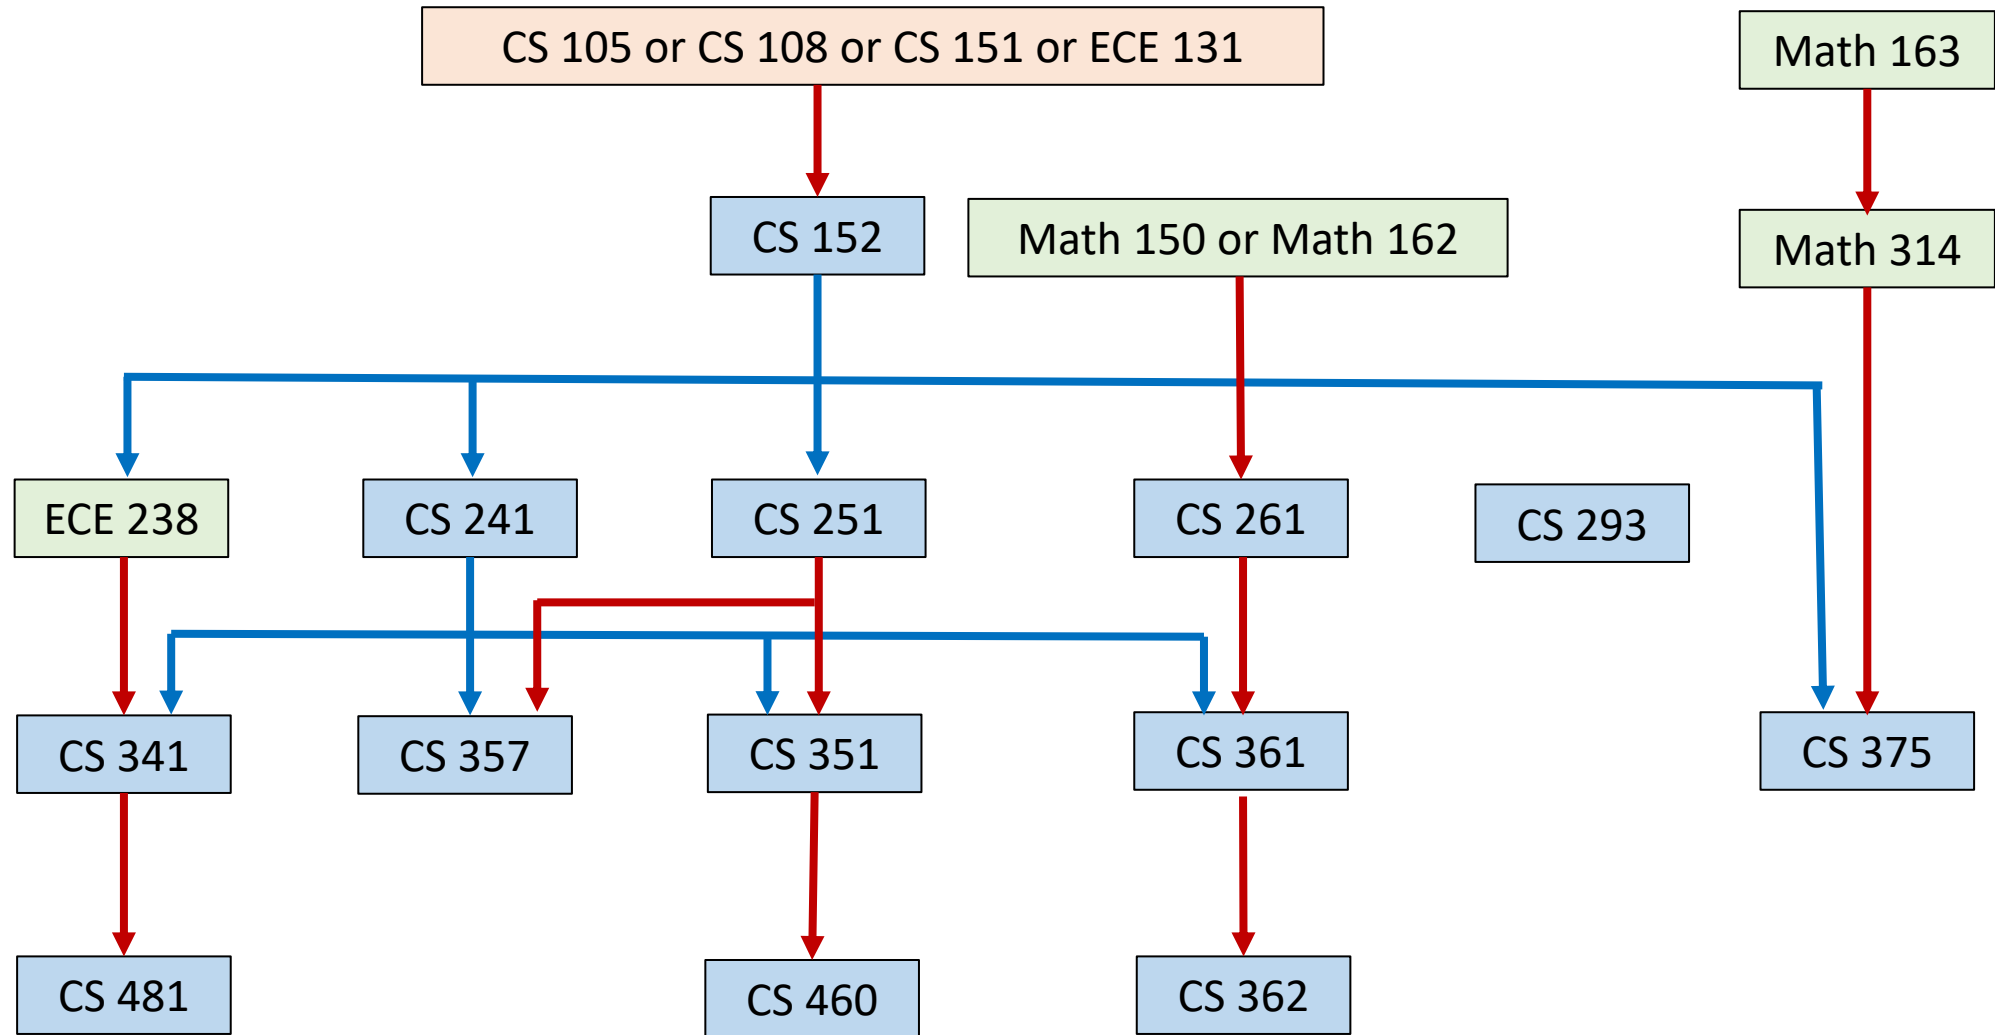 CS 105 or CS 108 or CS 151 or ECE 131
Math 163
CS 152
Math 150 or Math 162
Math 314
ECE 238
CS 241
CS 251
CS 261
CS 293
CS 341
CS 357
CS 351
CS 361
CS 375
CS 481
CS 460
CS 362